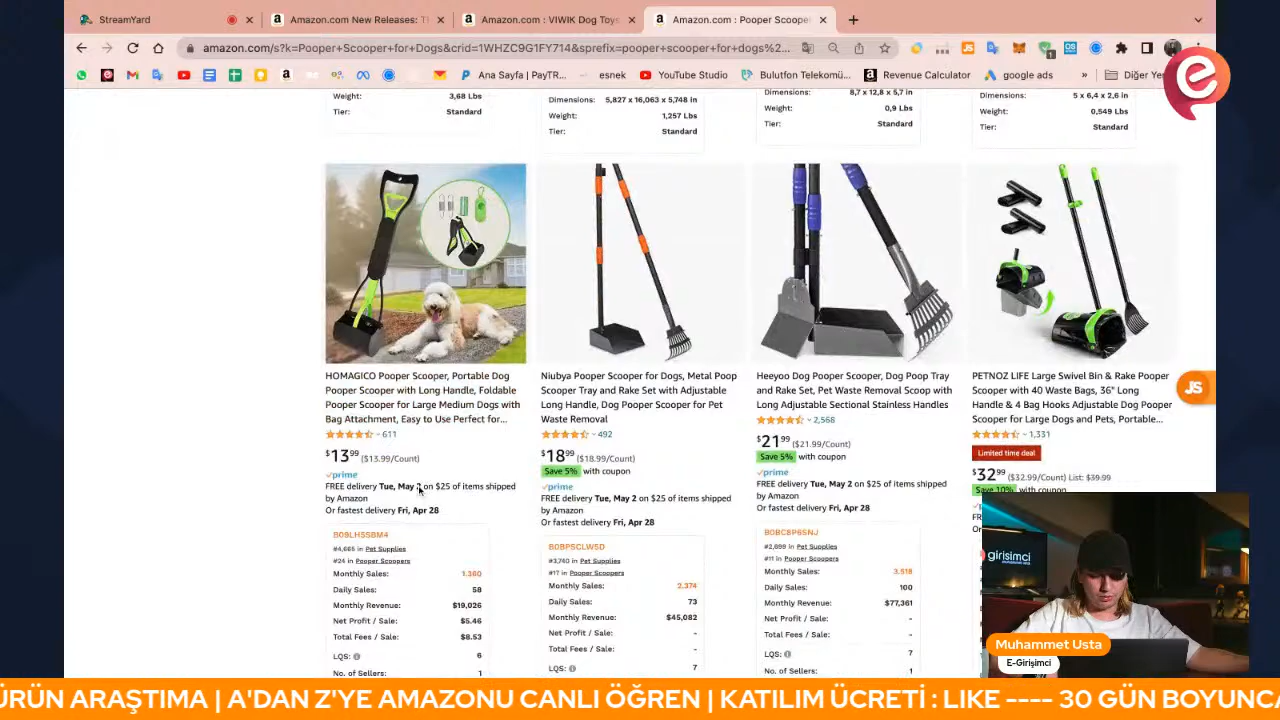 StreamYard
Amazon.com New Releases: Th
Amazon.com : VIWIK Dog Toys
Amazon.com : Pooper Scooper
amazon.com/s?k=Pooper+Scooper+for+Dogs&crid=1WHZC9G1FY714&sprefix=pooper+scooper+for+dogs%2...
Ana Sayfa | PayTR...
esnek
YouTube Studio
Bulutfon Telekomü...
Revenue Calculator
google ads
»
Diğer Yer
Weight: 3,68 Lbs
Tier: Standard
Dimensions: 5,827 x 16,063 x 5,748 in
Weight: 1,257 Lbs
Tier: Standard
Dimensions: 8,7 x 12,8 x 5,7 in
Weight: 0,9 Lbs
Tier: Standard
Dimensions: 5 x 6,4 x 2,6 in
Weight: 0,549 Lbs
Tier: Standard
HOMAGICO Pooper Scooper, Portable Dog
Pooper Scooper with Long Handle, Foldable
Pooper Scooper for Large Medium Dogs with
Bag Attachment, Easy to Use Perfect for...
611
$13⁹⁹ ($13.99/Count)
prime
FREE delivery Tue, May 2 on $25 of items shipped
by Amazon
Or fastest delivery Fri, Apr 28
B09LHS5BM4
#4,665 in Pet Supplies
#24 in Pooper Scoopers
Monthly Sales: 1.360
Daily Sales: 58
Monthly Revenue: $19,026
Net Profit / Sale: $5.46
Total Fees / Sale: $8.53
LQS: 6
No. of Sellers: 1
Niubya Pooper Scooper for Dogs, Metal Poop
Scooper Tray and Rake Set with Adjustable
Long Handle, Dog Pooper Scooper for Pet
Waste Removal
492
$18⁹⁹ ($18.99/Count)
Save 5% with coupon
prime
FREE delivery Tue, May 2 on $25 of items shipped
by Amazon
Or fastest delivery Fri, Apr 28
B0BPSCLW5D
#3,740 in Pet Supplies
#17 in Pooper Scoopers
Monthly Sales: 2.374
Daily Sales: 73
Monthly Revenue: $45,082
Net Profit / Sale: -
Total Fees / Sale: -
LQS: 7
Heeyoo Dog Pooper Scooper, Dog Poop Tray
and Rake Set, Pet Waste Removal Scoop with
Long Adjustable Sectional Stainless Handles
2,568
$21⁹⁹ ($21.99/Count)
Save 5% with coupon
prime
FREE delivery Tue, May 2 on $25 of items shipped
by Amazon
Or fastest delivery Fri, Apr 28
B0BC8P6SNJ
#2,699 in Pet Supplies
#11 in Pooper Scoopers
Monthly Sales: 3.518
Daily Sales: 100
Monthly Revenue: $77,361
Net Profit / Sale: -
Total Fees / Sale: -
LQS: 7
No. of Sellers: 1
PETNOZ LIFE Large Swivel Bin & Rake Pooper
Scooper with 40 Waste Bags, 36" Long
Handle & 4 Bag Hooks Adjustable Dog Pooper
Scooper for Large Dogs and Pets, Portable...
1,331
Limited time deal
$32⁹⁹ ($32.99/Count) List: $39.99
Save 10% with coupon
JS
girisimci
Muhammet Usta
E-Girişimci
ÜRÜN ARAŞTIMA | A'DAN Z'YE AMAZONU CANLI ÖĞREN | KATILIM ÜCRETİ : LIKE ---- 30 GÜN BOYUNCA